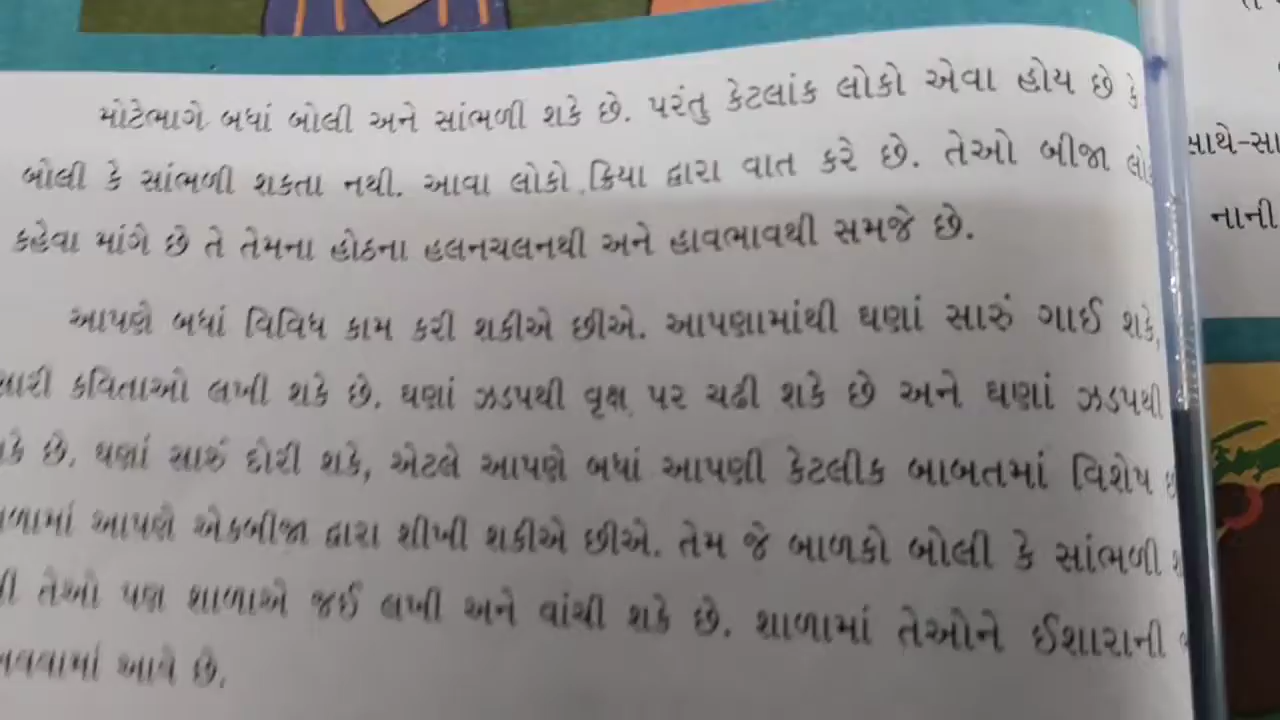 મોટેભાગે બધાં બોલી અને સાંભળી શકે છે. પરંતુ કેટલાંક લોકો એવા હોય છે કે
બોલી કે સાંભળી શકતા નથી. આવા લોકો ક્રિયા દ્વારા વાત કરે છે. તેઓ બીજા
કહેવા માંગે છે તે તેમના હોઠના હલનચલનથી અને હાવભાવથી સમજે છે.
આપણે બધાં વિવિધ કામ કરી શકીએ છીએ. આપણામાંથી ઘણાં સારું ગાઈ શકે,
કવિતાઓ લખી શકે છે. ઘણાં ઝડપથી વૃક્ષ પર ચઢી શકે છે અને ઘણાં ઝડપથી
છે. ઘણાં સારું દોરી શકે, એટલે આપણે બધાં આપણી કેટલીક બાબતમાં વિશેષ
આપણે એકબીજા દ્વારા શીખી શકીએ છીએ. તેમ જે બાળકો બોલી કે સાંભળી
તેઓ પણ શાળાએ જઈ લખી અને વાંચી શકે છે. શાળામાં તેઓને ઈશારાની
આવે છે.
સાથે-સા
નાની